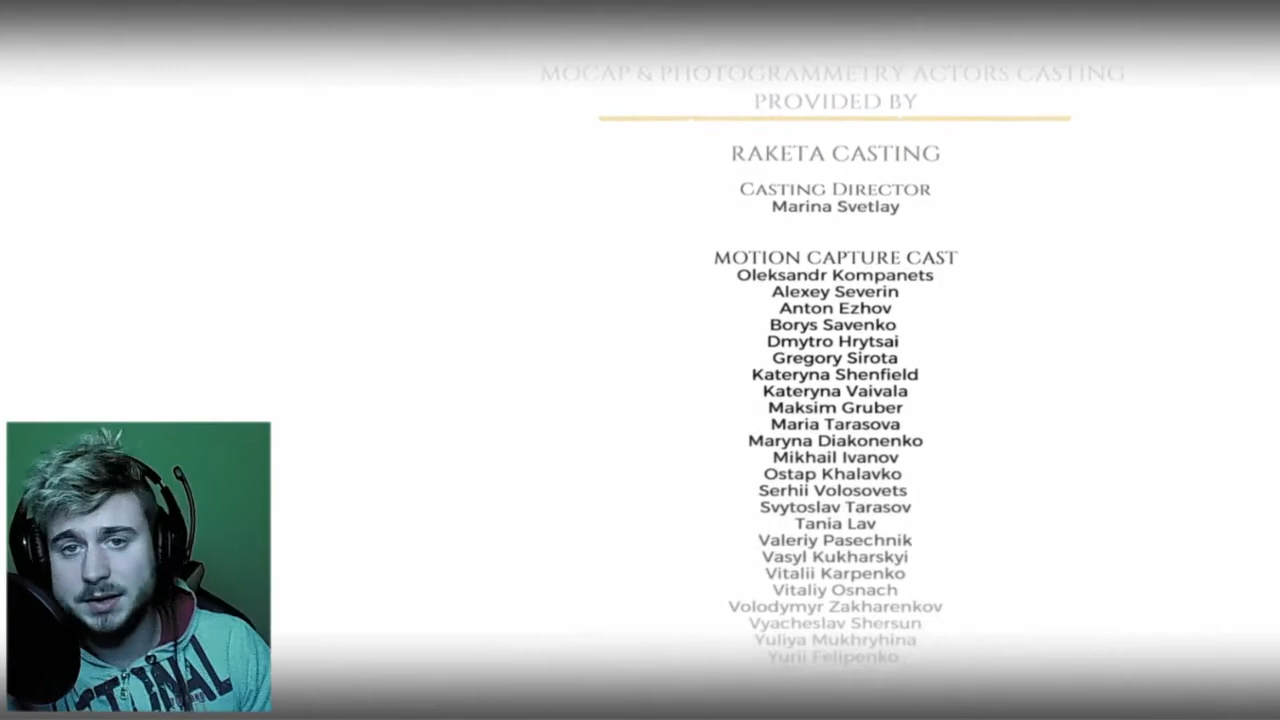 MOCAP & PHOTOGRAMMETRY ACTORS CASTING
PROVIDED BY
RAKETA CASTING
CASTING DIRECTOR
Marina Svetlay
MOTION CAPTURE CAST
Oleksandr Kompanets
Alexey Severin
Anton Ezhov
Borys Savenko
Dmytro Hrytsai
Gregory Sirota
Kateryna Shenfield
Kateryna Vaivala
Maksim Gruber
Maria Tarasova
Maryna Diakonenko
Mikhail Ivanov
Ostap Khalavko
Serhii Volosovets
Svytoslav Tarasov
Tania Lav
Valeriy Pasechnik
Vasyl Kukharskyi
Vitalii Karpenko
Vitaliy Osnach
Volodymyr Zakharenkov
Vyacheslav Shersun
Yuliya Mukhryhina
Yurii Felipenko